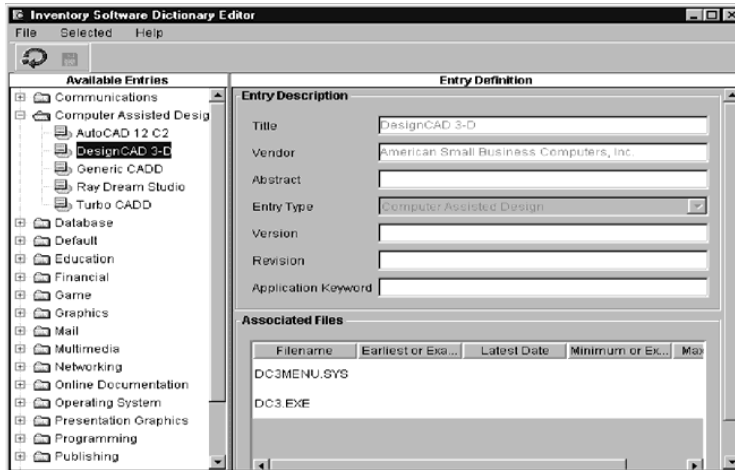 Inventory Software Dictionary Editor
File Selected Help
Available Entries
Communications
Computer Assisted Desig
AutoCAD 12 C2
DesignCAD 3-D
Generic CADD
Ray Dream Studio
Turbo CADD
Database
Default
Education
Financial
Game
Graphics
Mail
Multimedia
Networking
Online Documentation
Operating System
Presentation Graphics
Programming
Publishing
Entry Definition
Entry Description
Title DesignCAD 3-D
Vendor American Small Business Computers, Inc.
Abstract
Entry Type Computer Assisted Design
Version
Revision
Application Keyword
Associated Files
Filename Earliest or Exa... Latest Date Minimum or Ex... Max
DC3MENU.SYS
DC3.EXE